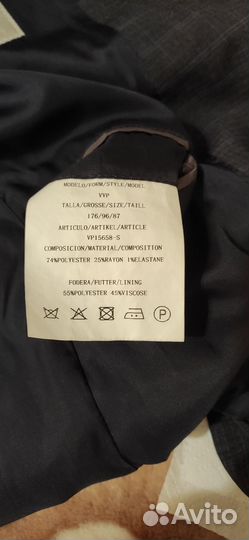 MODELO/FORM/STYLE/MODEL
VVP
TALLA/GROSSE/SIZE/TAILL
176/96/87
ARTICULO/ARTIKEL/ARTICLE
VP15658-S
COMPOSICION/MATERIAL/COMPOSITION
74%POLYESTER 25%RAYON 1%ELASTANE
FODERA/FUTTER/LINING
55%POLYESTER 45%VISCOSE
P
Avito